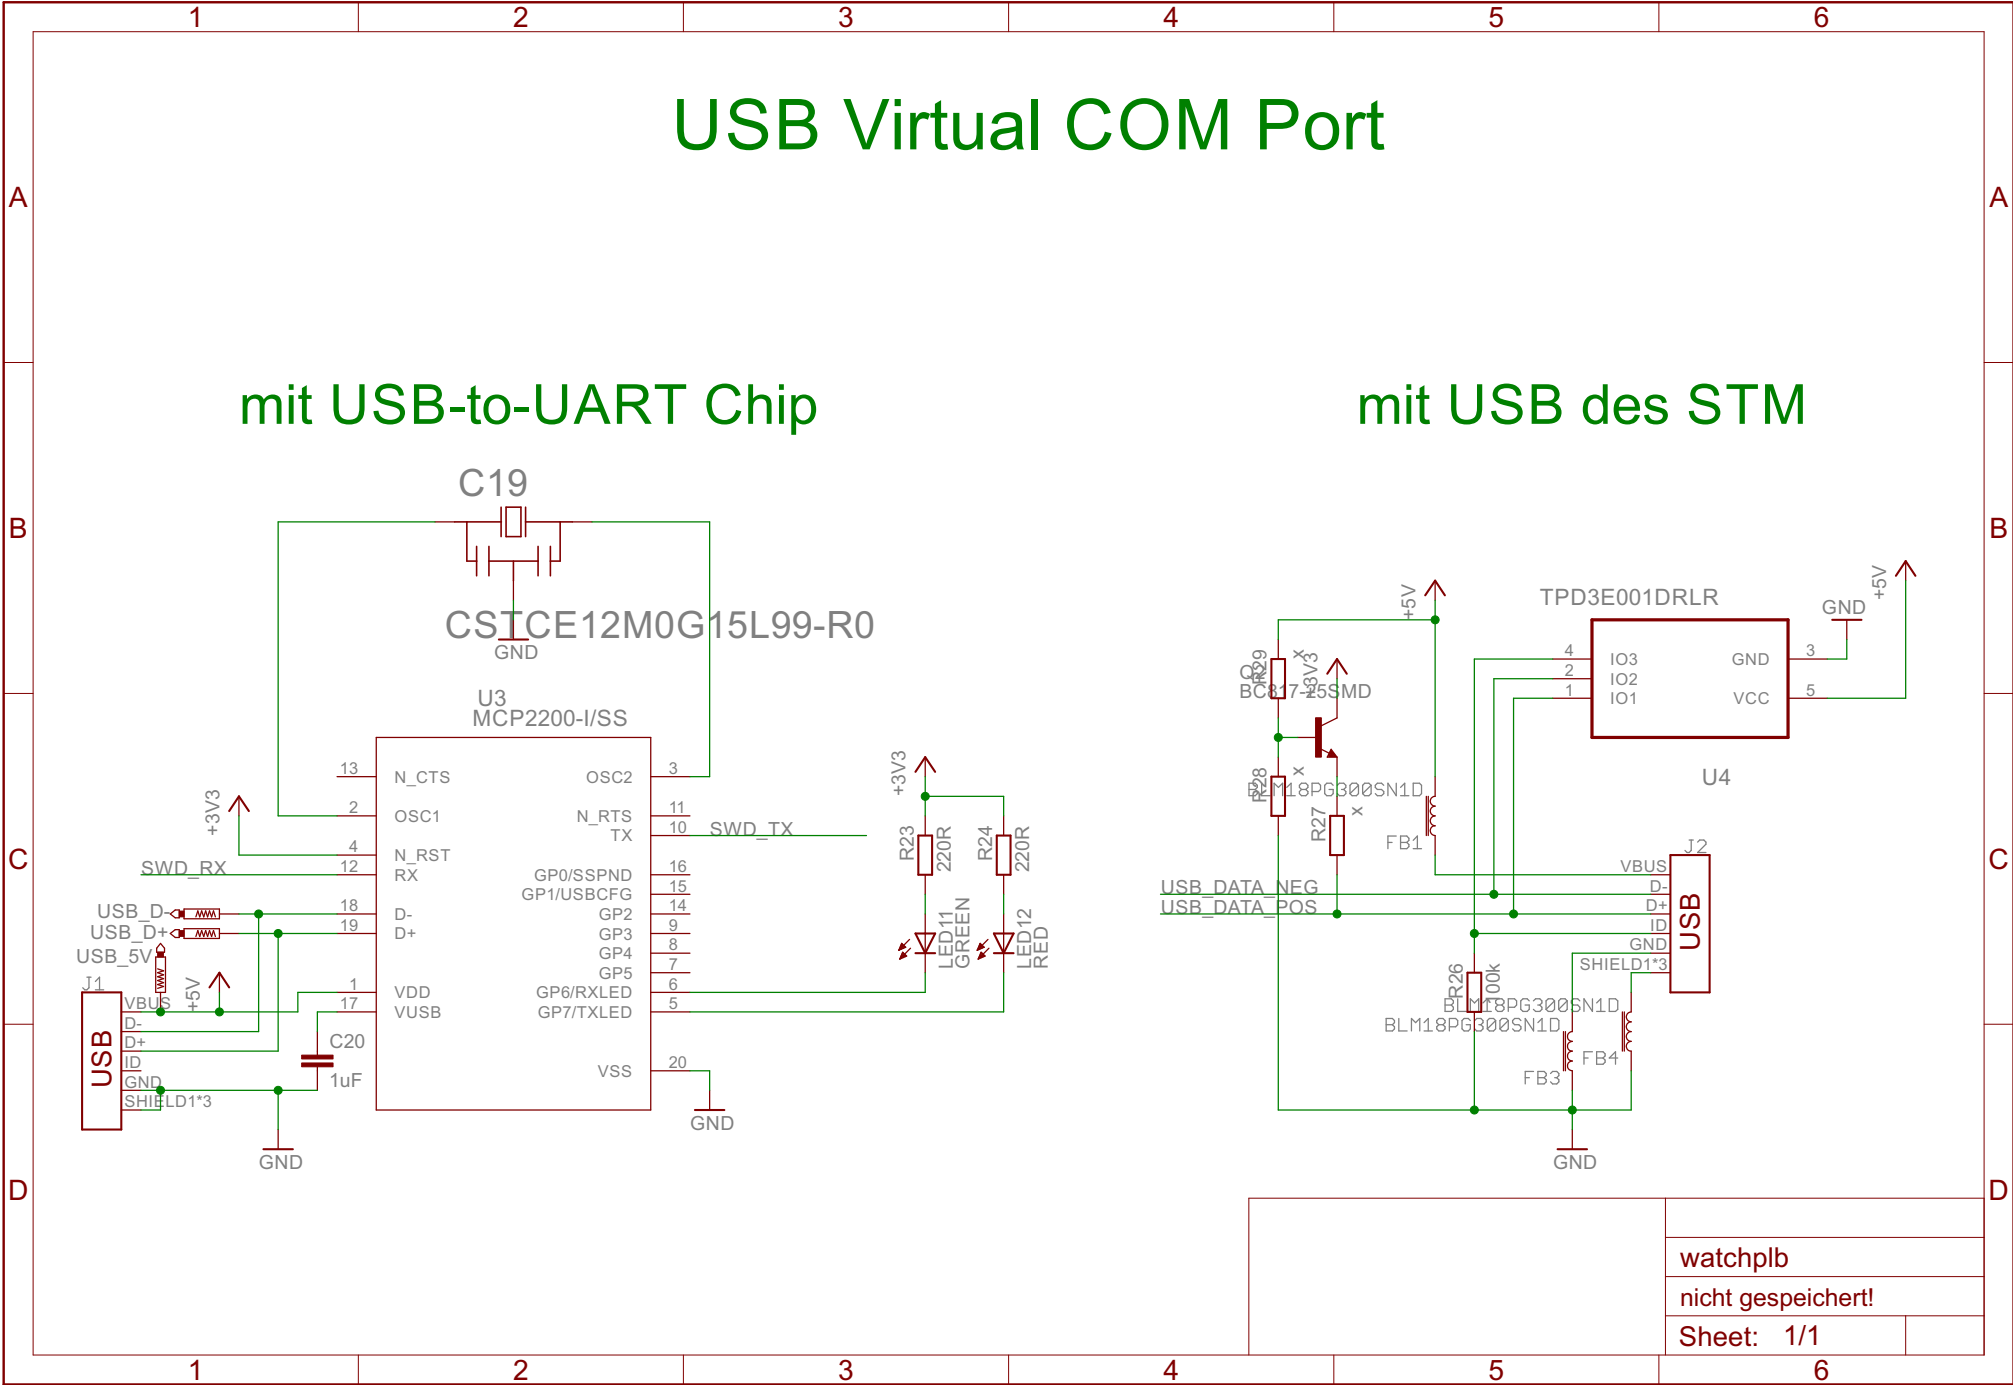 1 2 3 4 5 6
USB Virtual COM Port
A A
mit USB-to-UART Chip
mit USB des STM
C19
B B
CSTCE12M0G15L99-R0
GND
U3
MCP2200-I/SS
13 N_CTS
2 OSC1
4 N_RST
12 RX
18 D-
19 D+
1 VDD
17 VUSB
OSC2 3
N_RTS 11
TX 10
GP0/SSPND 16
GP1/USBCFG 15
GP2 14
GP3 9
GP4 8
GP5 7
GP6/RXLED 6
GP7/TXLED 5
VSS 20
GND
+3V3
SWD_RX
SWD_TX
USB_D-
USB_D+
USB_5V
+5V
J1
USB
VBUS
D-
D+
ID
GND
SHIELD1*3
C20
1uF
GND
+3V3
R23
220R
R24
220R
LED11
GREEN
LED12
RED
+5V
TPD3E001DRLR
GND
+5V
4 IO3
2 IO2
1 IO1
GND 3
VCC 5
U4
R29
x
+3V3
BC817-25SMD
R28
x
BLM18PG300SN1D
R27
x
FB1
USB_DATA_NEG
USB_DATA_POS
J2
USB
VBUS
D-
D+
ID
GND
SHIELD1*3
R26
100k
BLM18PG300SN1D
BLM18PG300SN1D
FB4
FB3
GND
C C
D D
watchplb
nicht gespeichert!
Sheet: 1/1
1 2 3 4 5 6